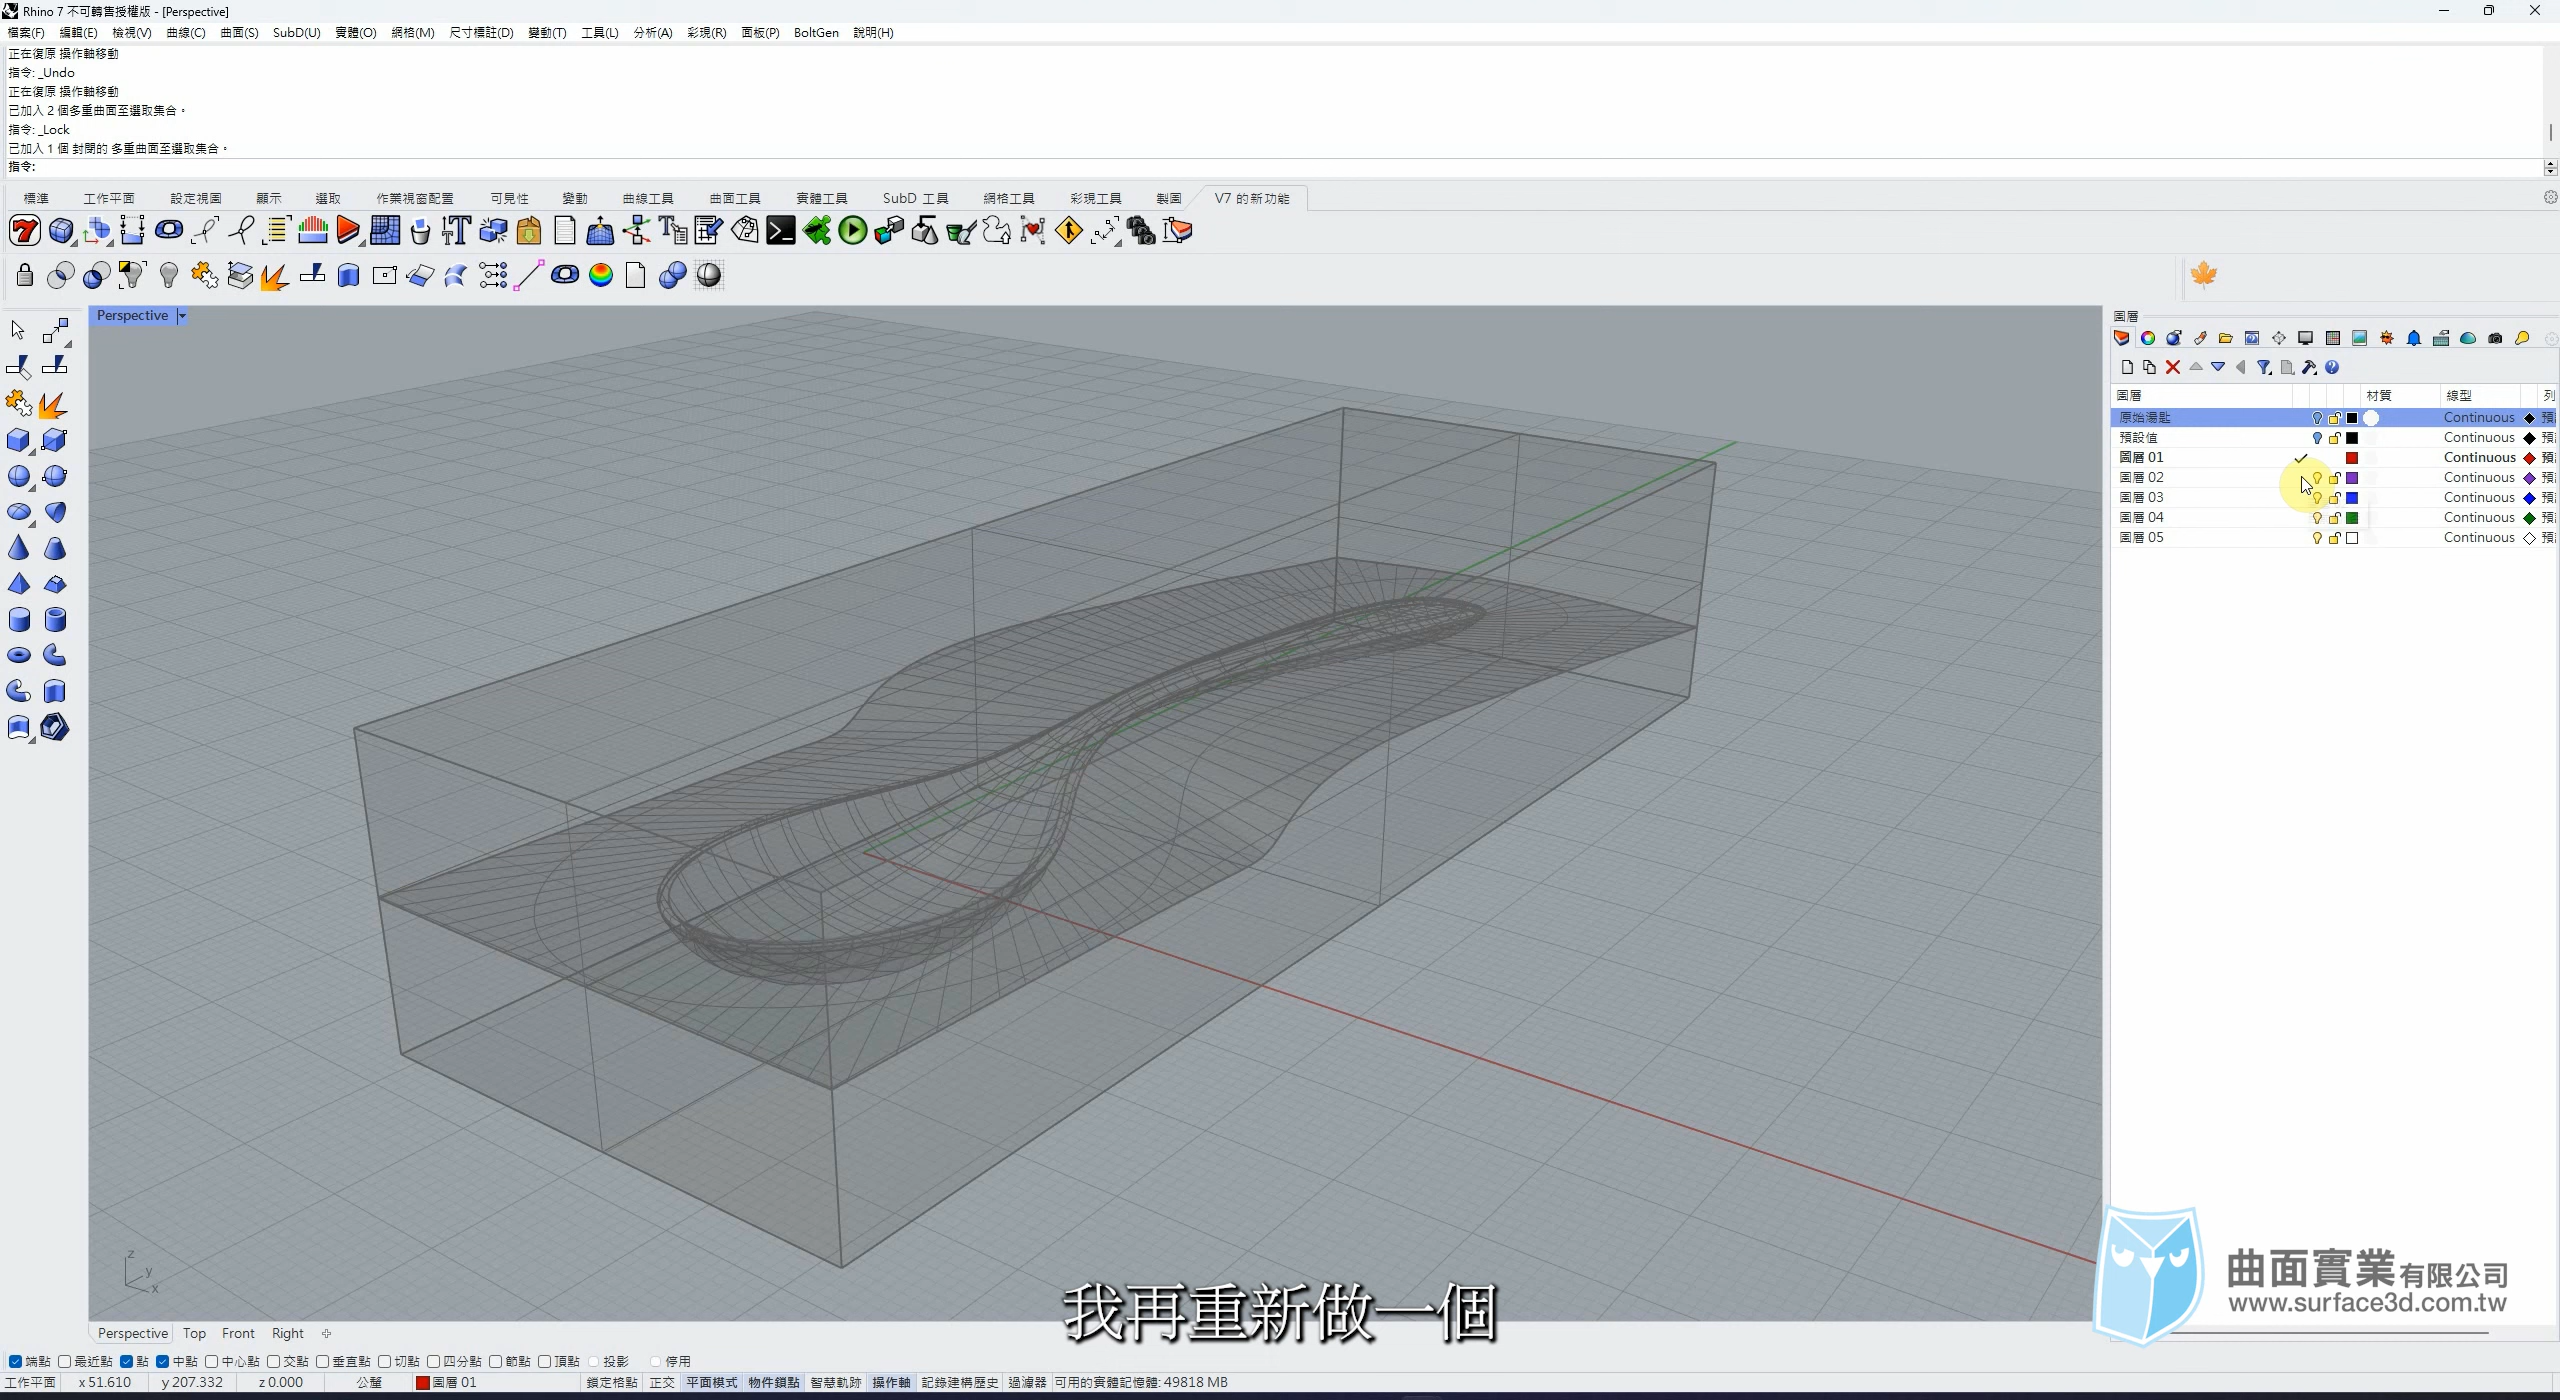 Rhino 7 不可轉售授權版 - [Perspective]
檔案(F) 編輯(E) 檢視(V) 曲線(C) 曲面(S) SubD(U) 實體(O) 網格(M) 尺寸標註(D) 變動(T) 工具(L) 分析(A) 彩現(R) 面板(P) BoltGen 說明(H)
正在復原 操作軸移動
指令: _Undo
正在復原 操作軸移動
已加入 2 個多重曲面至選取集合。
指令: _Lock
已加入 1 個 封閉的 多重曲面至選取集合。
指令:
標準 工作平面 設定視圖 顯示 選取 作業視窗配置 可見性 變動 曲線工具 曲面工具 實體工具 SubD 工具 網格工具 彩現工具 製圖 V7 的新功能
Perspective
圖層
圖層 材質 線型 列
原始湯匙 Continuous 預
預設值 Continuous 預
圖層 01 Continuous 預
圖層 02 Continuous 預
圖層 03 Continuous 預
圖層 04 Continuous 預
圖層 05 Continuous 預
z
y
x
我再重新做一個
曲面實業有限公司
www.surface3d.com.tw
Perspective Top Front Right
端點 最近點 點 中點 中心點 交點 垂直點 切點 四分點 節點 頂點 投影 停用
工作平面 x 51.610 y 207.332 z 0.000 公釐 圖層 01 鎖定格點 正交 平面模式 物件鎖點 智慧軌跡 操作軸 記錄建構歷史 過濾器 可用的實體記憶體: 49818 MB